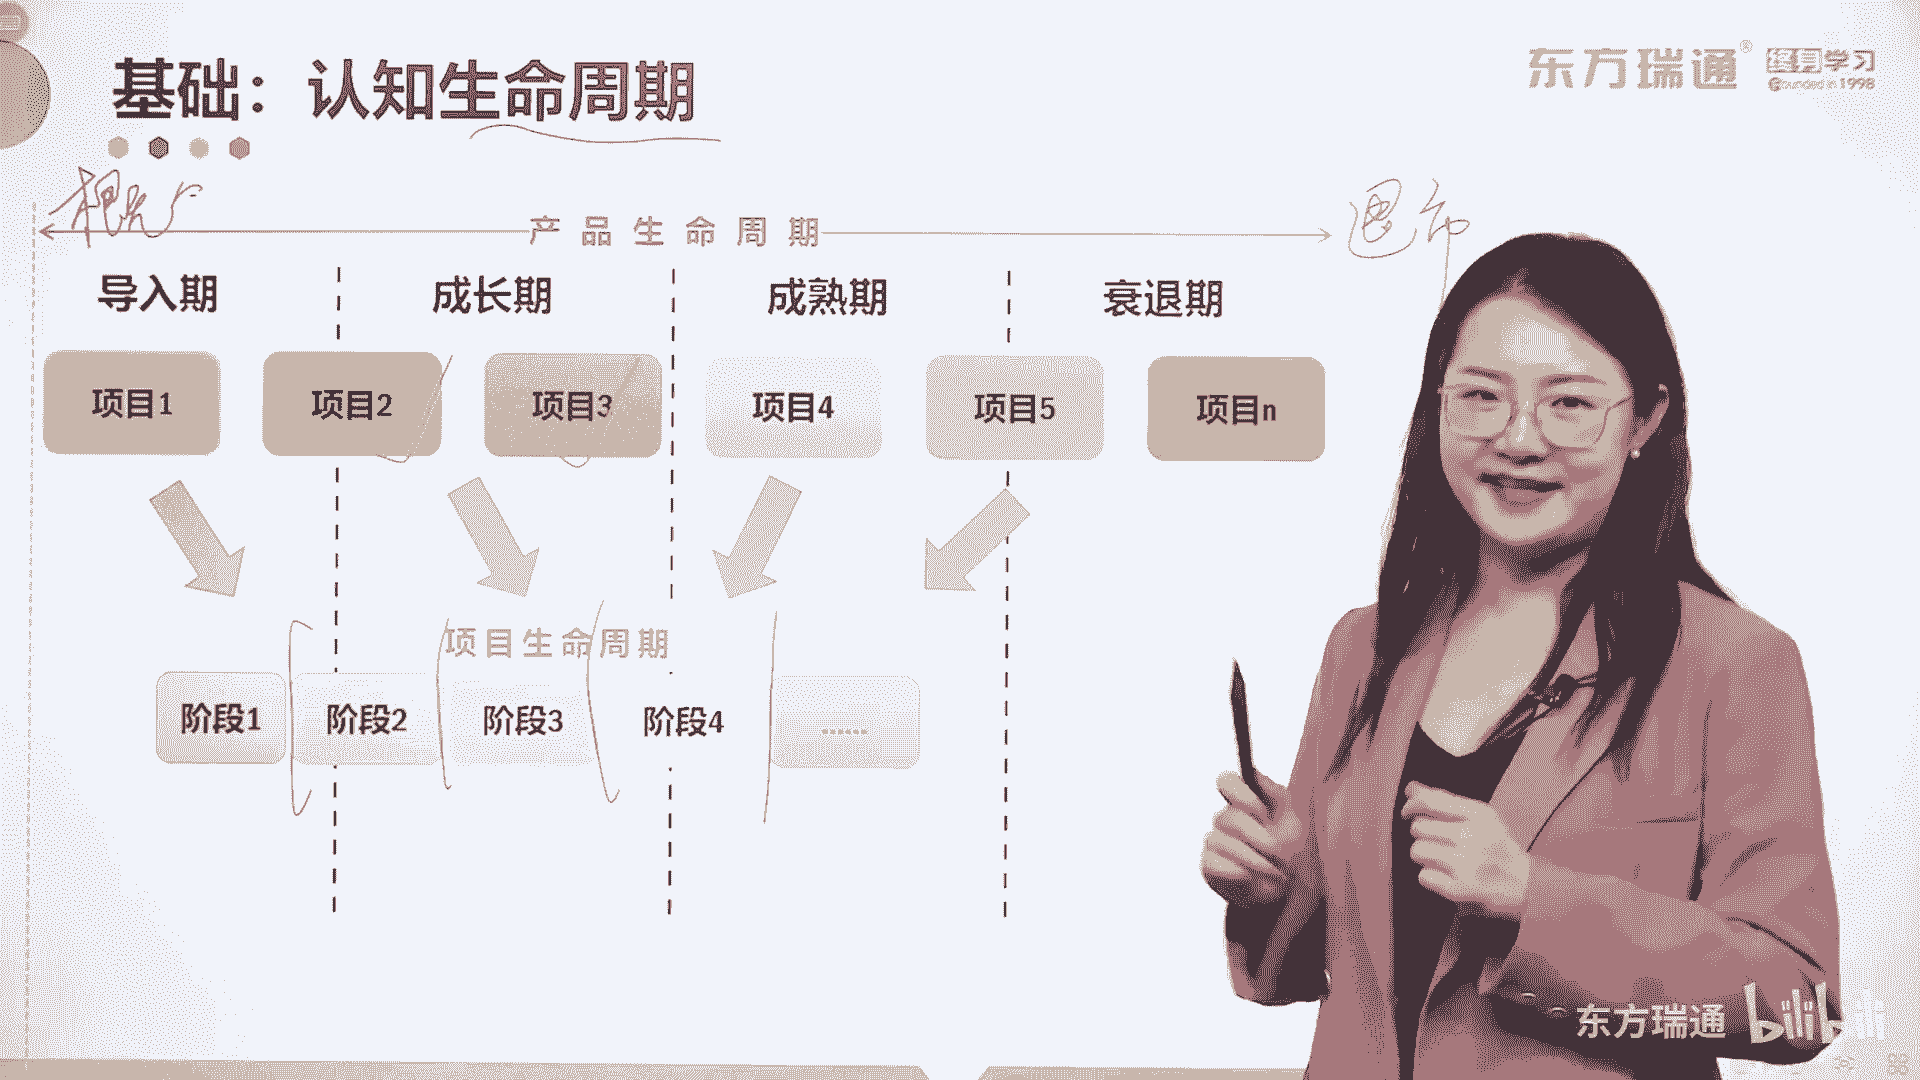 基础：认知生命周期
东方瑞通® 终身学习
Founded in 1998
概念
退市
产品生命周期
导入期 成长期 成熟期 衰退期
项目1 项目2 项目3 项目4 项目5 项目n
项目生命周期
阶段1 阶段2 阶段3 阶段4 ……
东方瑞通 bilibili